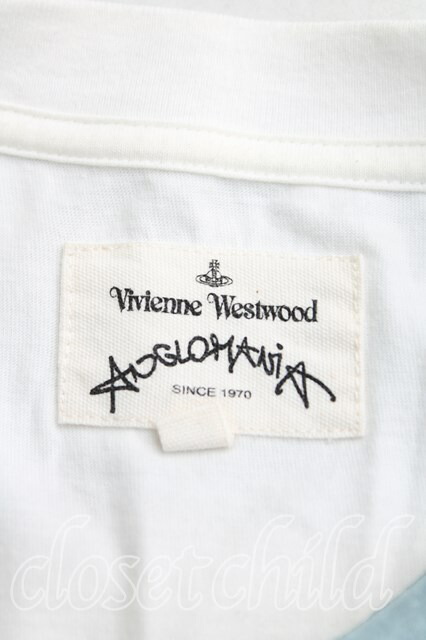 Vivienne Westwood
ANGLOMANIA
SINCE 1970
closetchild